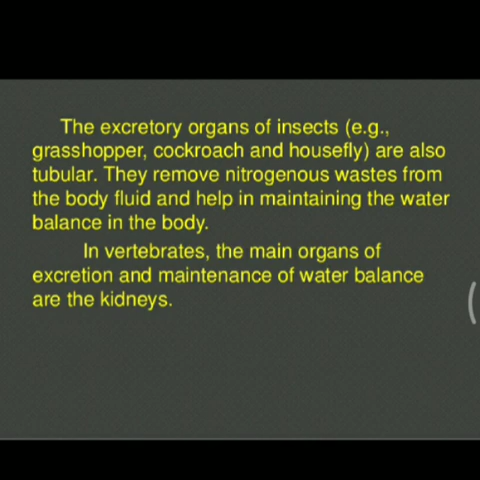 The excretory organs of insects (e.g.,
grasshopper, cockroach and housefly) are also
tubular. They remove nitrogenous wastes from
the body fluid and help in maintaining the water
balance in the body.
In vertebrates, the main organs of
excretion and maintenance of water balance
are the kidneys.